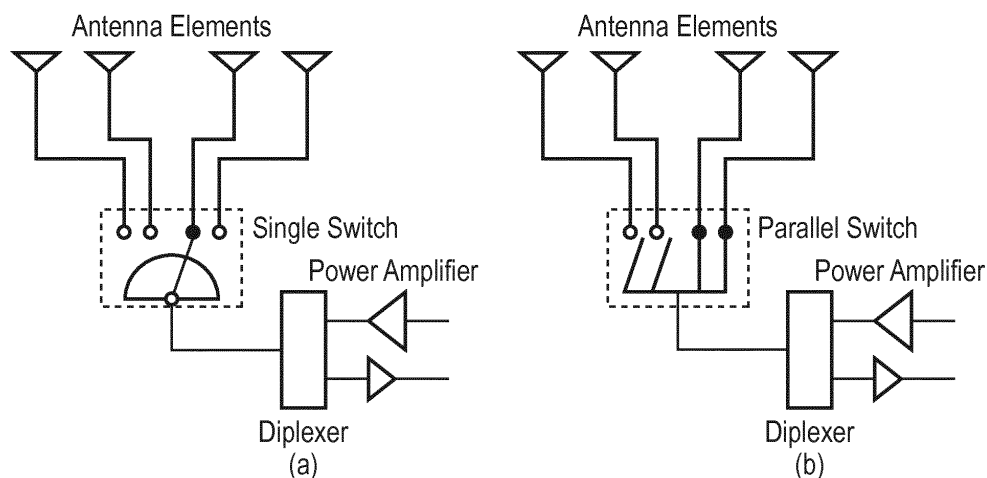 Antenna Elements
Single Switch
Power Amplifier
Diplexer
(a)
Antenna Elements
Parallel Switch
Power Amplifier
Diplexer
(b)